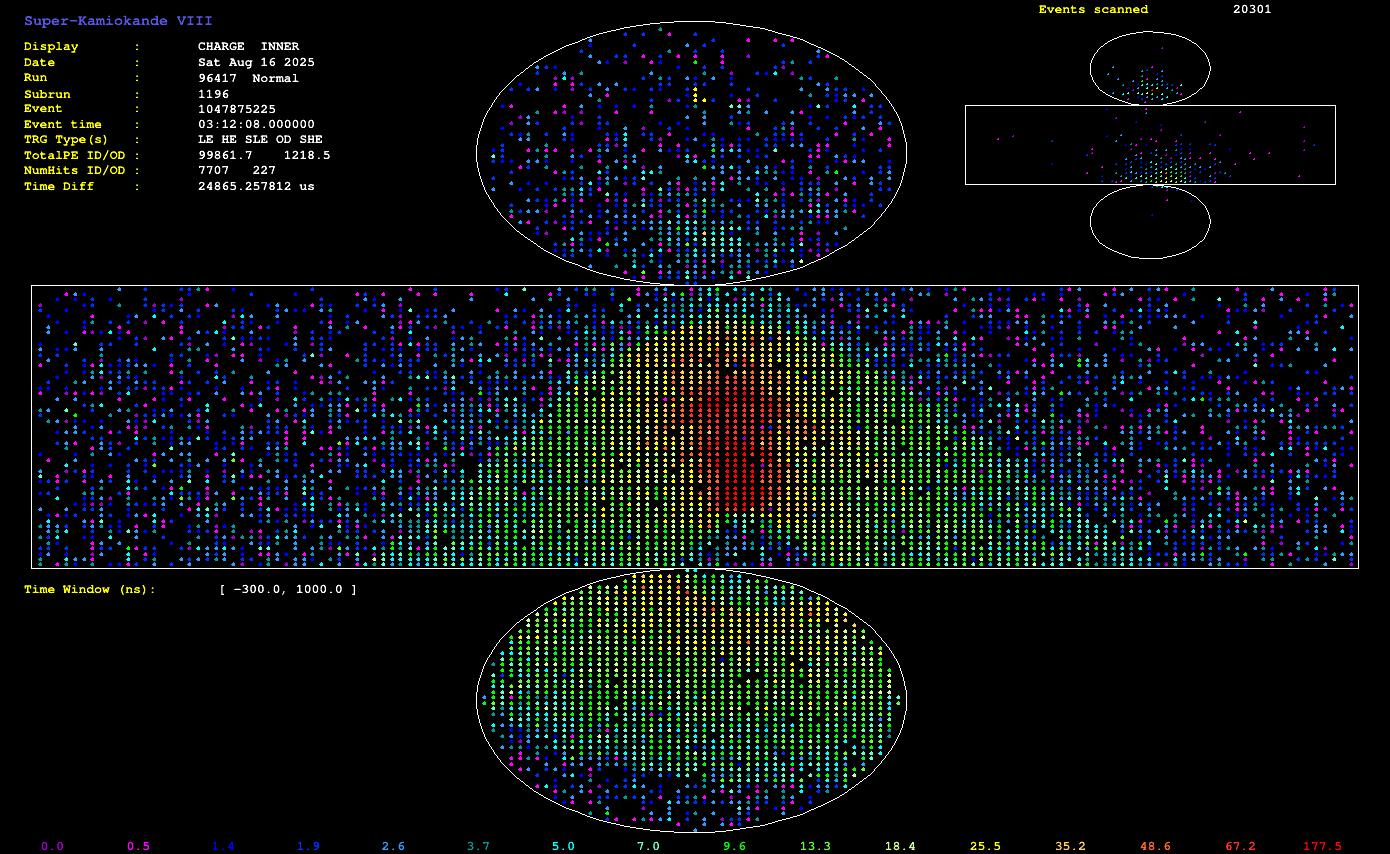 Super-Kamiokande VIII
Events scanned 20301
Display : CHARGE INNER
Date : Sat Aug 16 2025
Run : 96417 Normal
Subrun : 1196
Event : 1047875225
Event time : 03:12:08.000000
TRG Type(s) : LE HE SLE OD SHE
TotalPE ID/OD : 99861.7 1218.5
NumHits ID/OD : 7707 227
Time Diff : 24865.257812 us
Time Window (ns): [ -300.0, 1000.0 ]
0.0 0.5 1.4 1.9 2.6 3.7 5.0 7.0 9.6 13.3 18.4 25.5 35.2 48.6 67.2 177.5